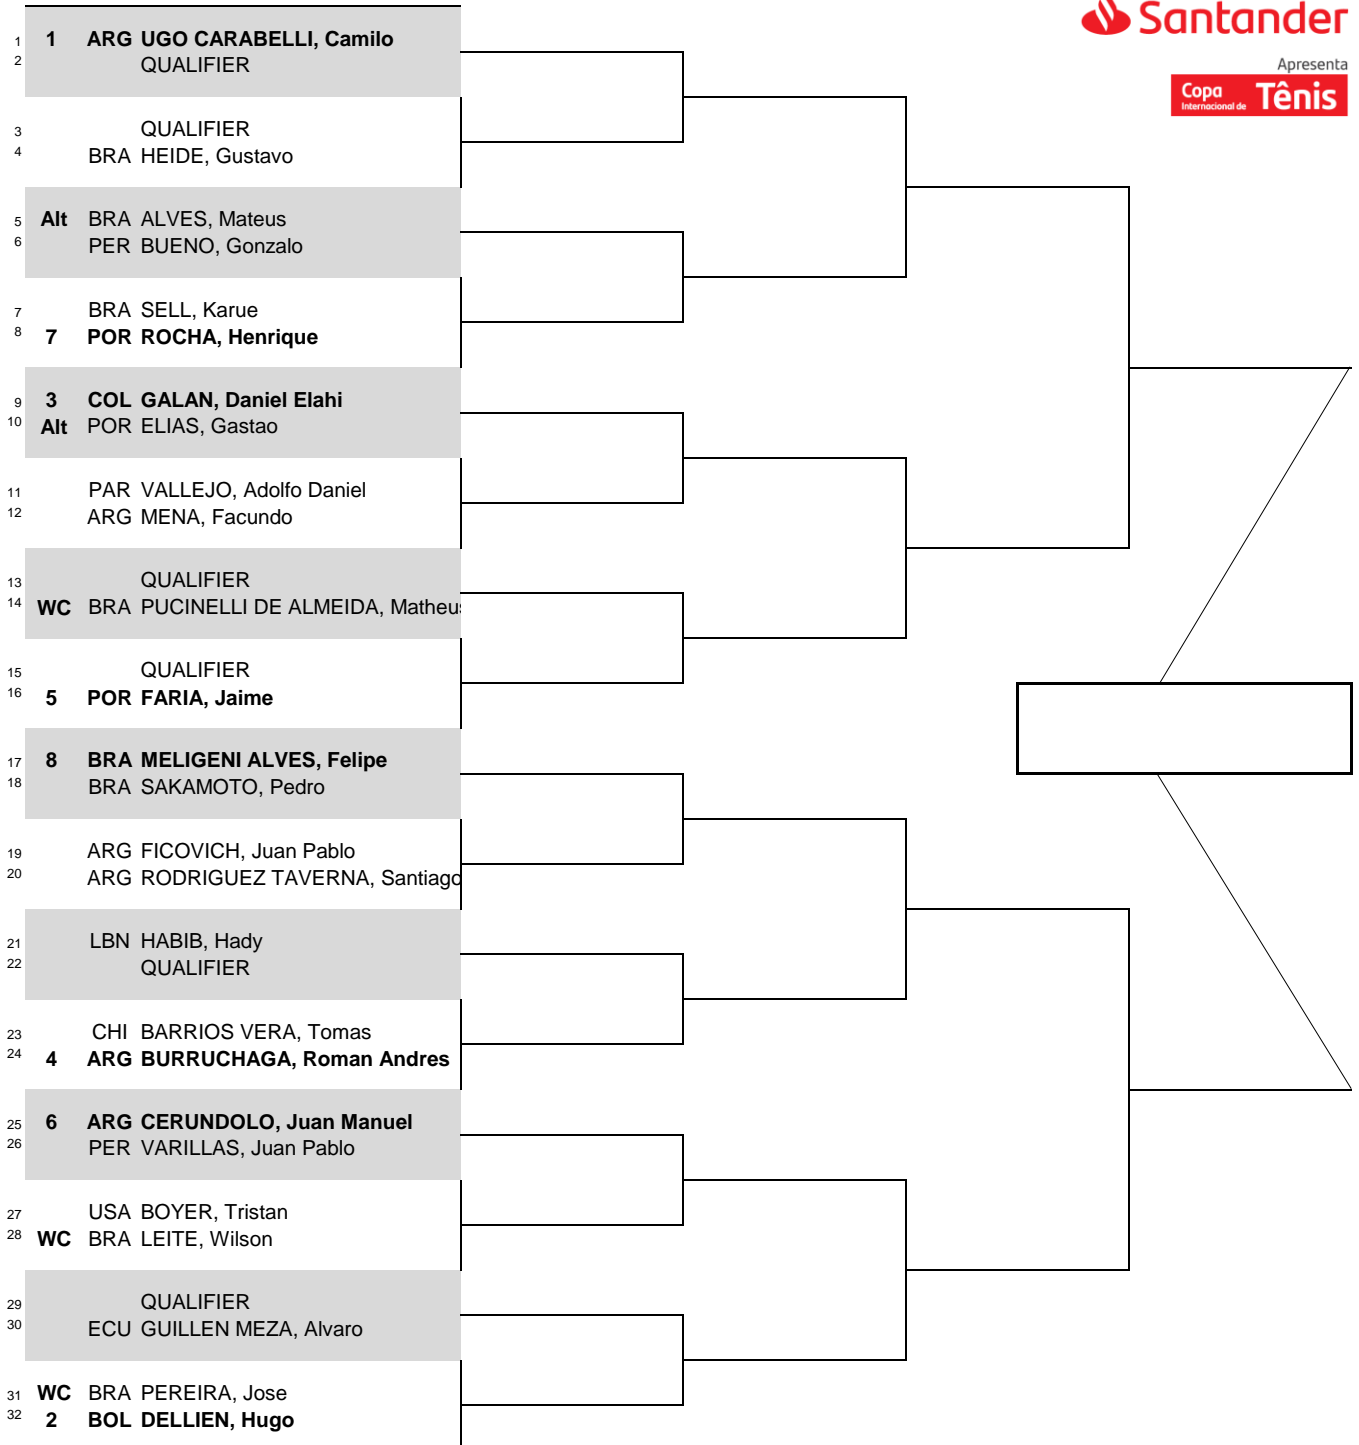 Santander
Apresenta
Copa Internacional de Tênis
1 1 ARG UGO CARABELLI, Camilo
2 QUALIFIER
3 QUALIFIER
4 BRA HEIDE, Gustavo
5 Alt BRA ALVES, Mateus
6 PER BUENO, Gonzalo
7 BRA SELL, Karue
8 7 POR ROCHA, Henrique
9 3 COL GALAN, Daniel Elahi
10 Alt POR ELIAS, Gastao
11 PAR VALLEJO, Adolfo Daniel
12 ARG MENA, Facundo
13 QUALIFIER
14 WC BRA PUCINELLI DE ALMEIDA, Matheus
15 QUALIFIER
16 5 POR FARIA, Jaime
17 8 BRA MELIGENI ALVES, Felipe
18 BRA SAKAMOTO, Pedro
19 ARG FICOVICH, Juan Pablo
20 ARG RODRIGUEZ TAVERNA, Santiago
21 LBN HABIB, Hady
22 QUALIFIER
23 CHI BARRIOS VERA, Tomas
24 4 ARG BURRUCHAGA, Roman Andres
25 6 ARG CERUNDOLO, Juan Manuel
26 PER VARILLAS, Juan Pablo
27 USA BOYER, Tristan
28 WC BRA LEITE, Wilson
29 QUALIFIER
30 ECU GUILLEN MEZA, Alvaro
31 WC BRA PEREIRA, Jose
32 2 BOL DELLIEN, Hugo